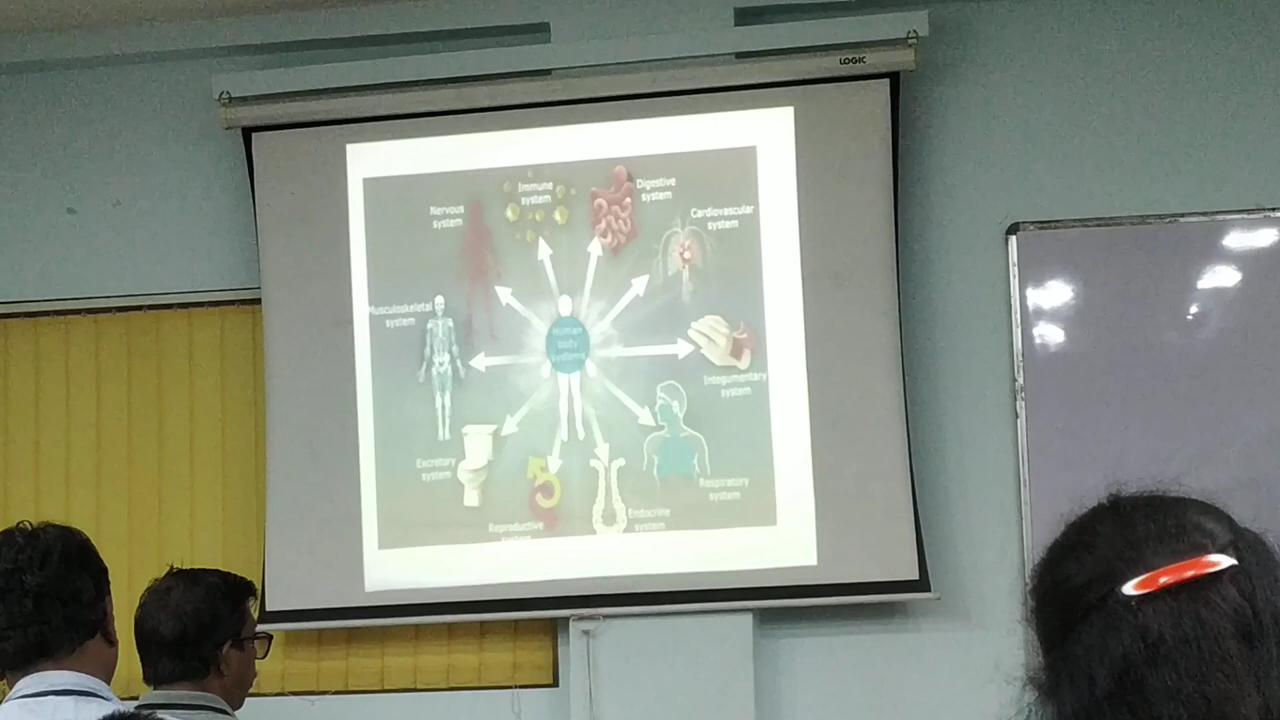 LOGIC
Immune
system
Digestive
system
Nervous
system
Cardiovascular
system
Musculoskeletal
system
Human
body
systems
Integumentary
system
Excretory
system
Respiratory
system
Endocrine
system
Reproductive
system